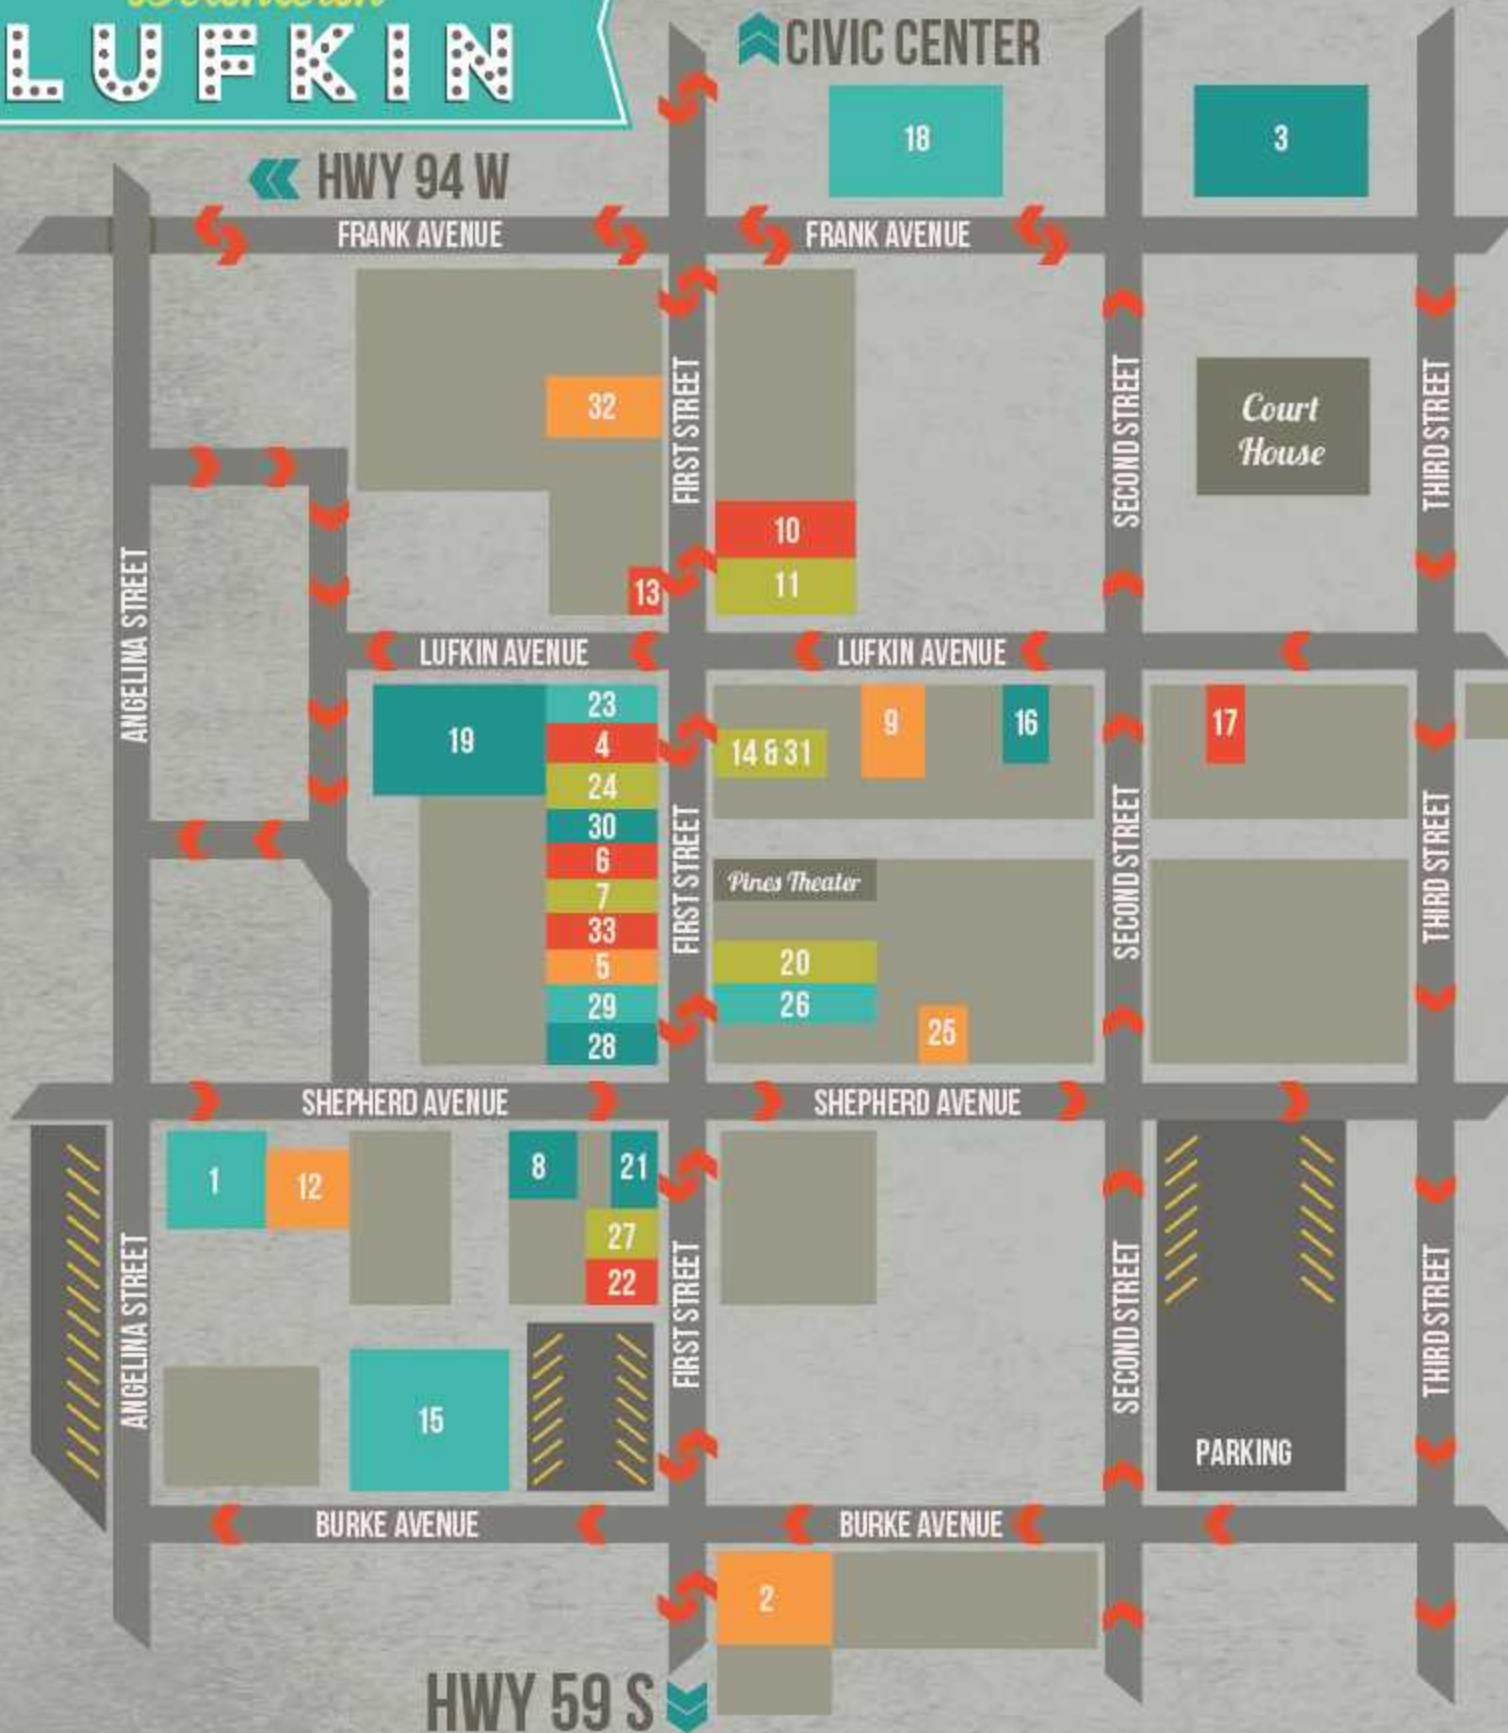 Downtown
LUFKIN
CIVIC CENTER
18
3
HWY 94 W
FRANK AVENUE
FRANK AVENUE
32
FIRST STREET
SECOND STREET
Court
House
THIRD STREET
10
11
13
ANGELINA STREET
LUFKIN AVENUE
LUFKIN AVENUE
19
23
4
24
30
6
7
33
5
29
28
FIRST STREET
14 & 31
9
16
17
Pines Theater
20
26
25
SECOND STREET
THIRD STREET
SHEPHERD AVENUE
SHEPHERD AVENUE
1
12
8
21
27
22
ANGELINA STREET
15
FIRST STREET
SECOND STREET
PARKING
THIRD STREET
BURKE AVENUE
BURKE AVENUE
2
HWY 59 S